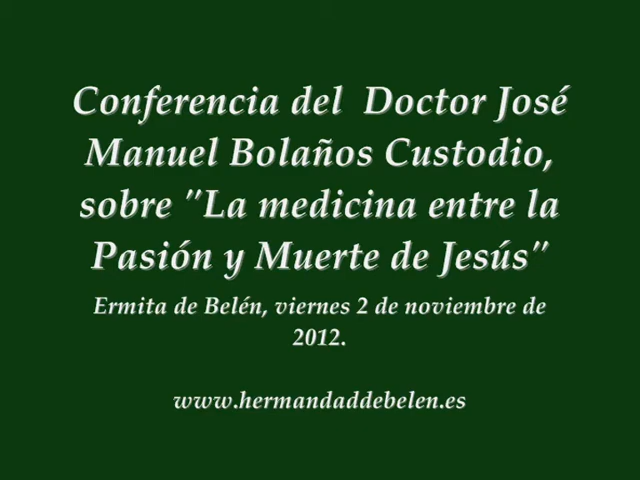 Conferencia del Doctor José
Manuel Bolaños Custodio,
sobre "La medicina entre la
Pasión y Muerte de Jesús"
Ermita de Belén, viernes 2 de noviembre de
2012.
www.hermandaddebelen.es